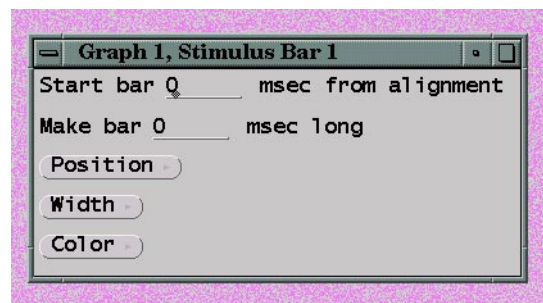 Graph 1, Stimulus Bar 1
Start bar 0 msec from alignment
Make bar 0 msec long
Position
Width
Color